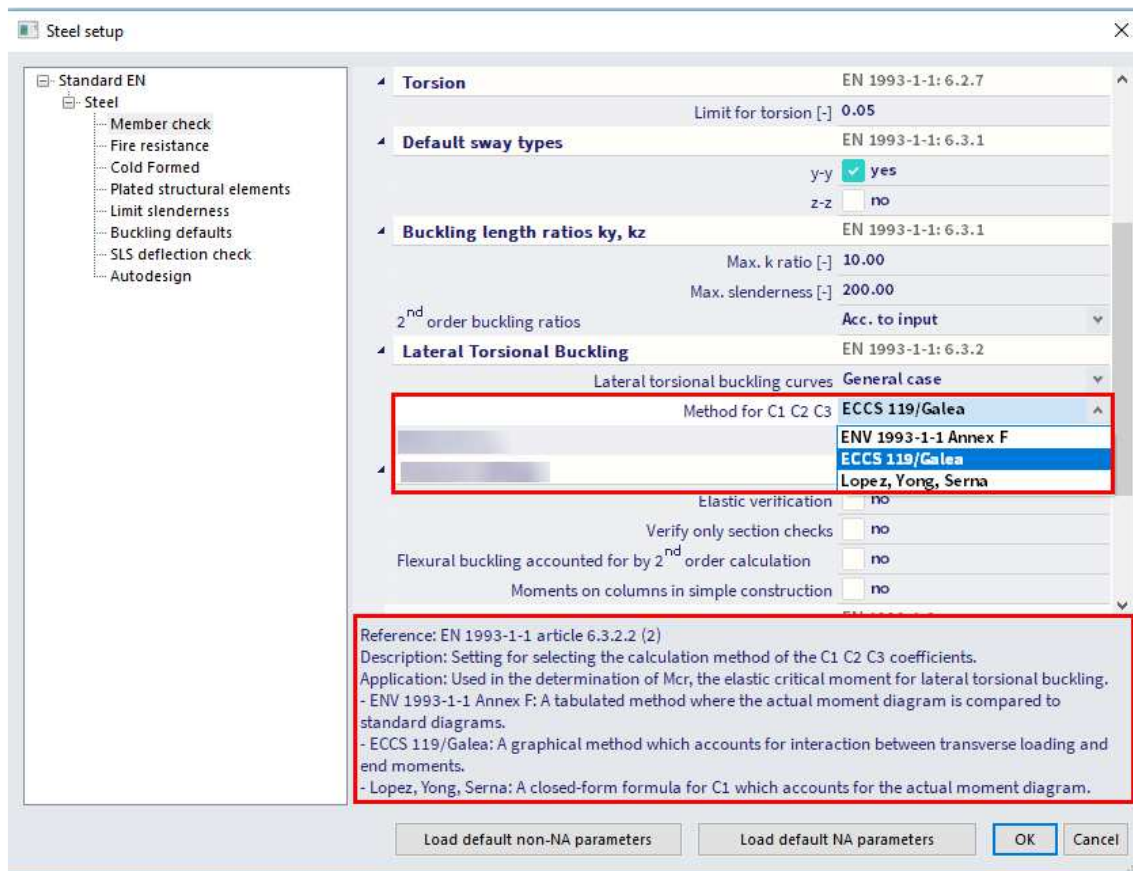 Steel setup
Standard EN
Steel
Member check
Fire resistance
Cold Formed
Plated structural elements
Limit slenderness
Buckling defaults
SLS deflection check
Autodesign
Torsion EN 1993-1-1: 6.2.7
Limit for torsion [-] 0.05
Default sway types EN 1993-1-1: 6.3.1
y-y yes
z-z no
Buckling length ratios ky, kz EN 1993-1-1: 6.3.1
Max. k ratio [-] 10.00
Max. slenderness [-] 200.00
2nd order buckling ratios Acc. to input
Lateral Torsional Buckling EN 1993-1-1: 6.3.2
Lateral torsional buckling curves General case
Method for C1 C2 C3 ECCS 119/Galea
ENV 1993-1-1 Annex F
ECCS 119/Galea
Lopez, Yong, Serna
Elastic verification no
Verify only section checks no
Flexural buckling accounted for by 2nd order calculation no
Moments on columns in simple construction no
Reference: EN 1993-1-1 article 6.3.2.2 (2)
Description: Setting for selecting the calculation method of the C1 C2 C3 coefficients.
Application: Used in the determination of Mcr, the elastic critical moment for lateral torsional buckling.
- ENV 1993-1-1 Annex F: A tabulated method where the actual moment diagram is compared to
standard diagrams.
- ECCS 119/Galea: A graphical method which accounts for interaction between transverse loading and
end moments.
- Lopez, Yong, Serna: A closed-form formula for C1 which accounts for the actual moment diagram.
Load default non-NA parameters Load default NA parameters OK Cancel